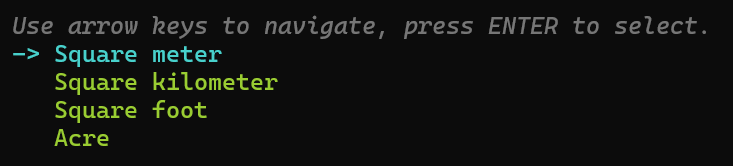 Use arrow keys to navigate, press ENTER to select.
-> Square meter
Square kilometer
Square foot
Acre